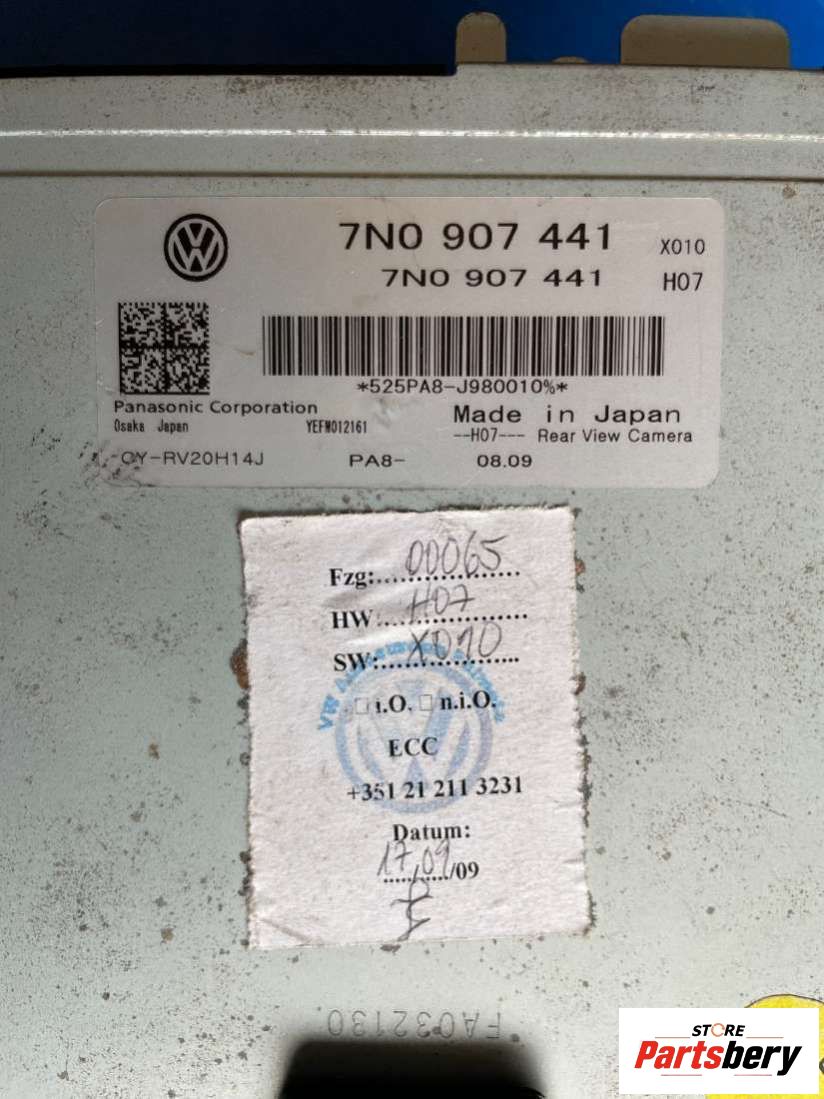 7N0 907 441 X010
7N0 907 441 H07
*525PA8-J980010%*
Panasonic Corporation
Made in Japan
Osaka Japan YEFM012161
--H07--- Rear View Camera
CY-RV20H14J PA8- 08.09
Fzg:....00065
HW:....H07
SW:....X010
□ i.O. □ n.i.O.
ECC
+351 21 211 3231
Datum:
17/09/09
FA032130
STORE
Partsbery